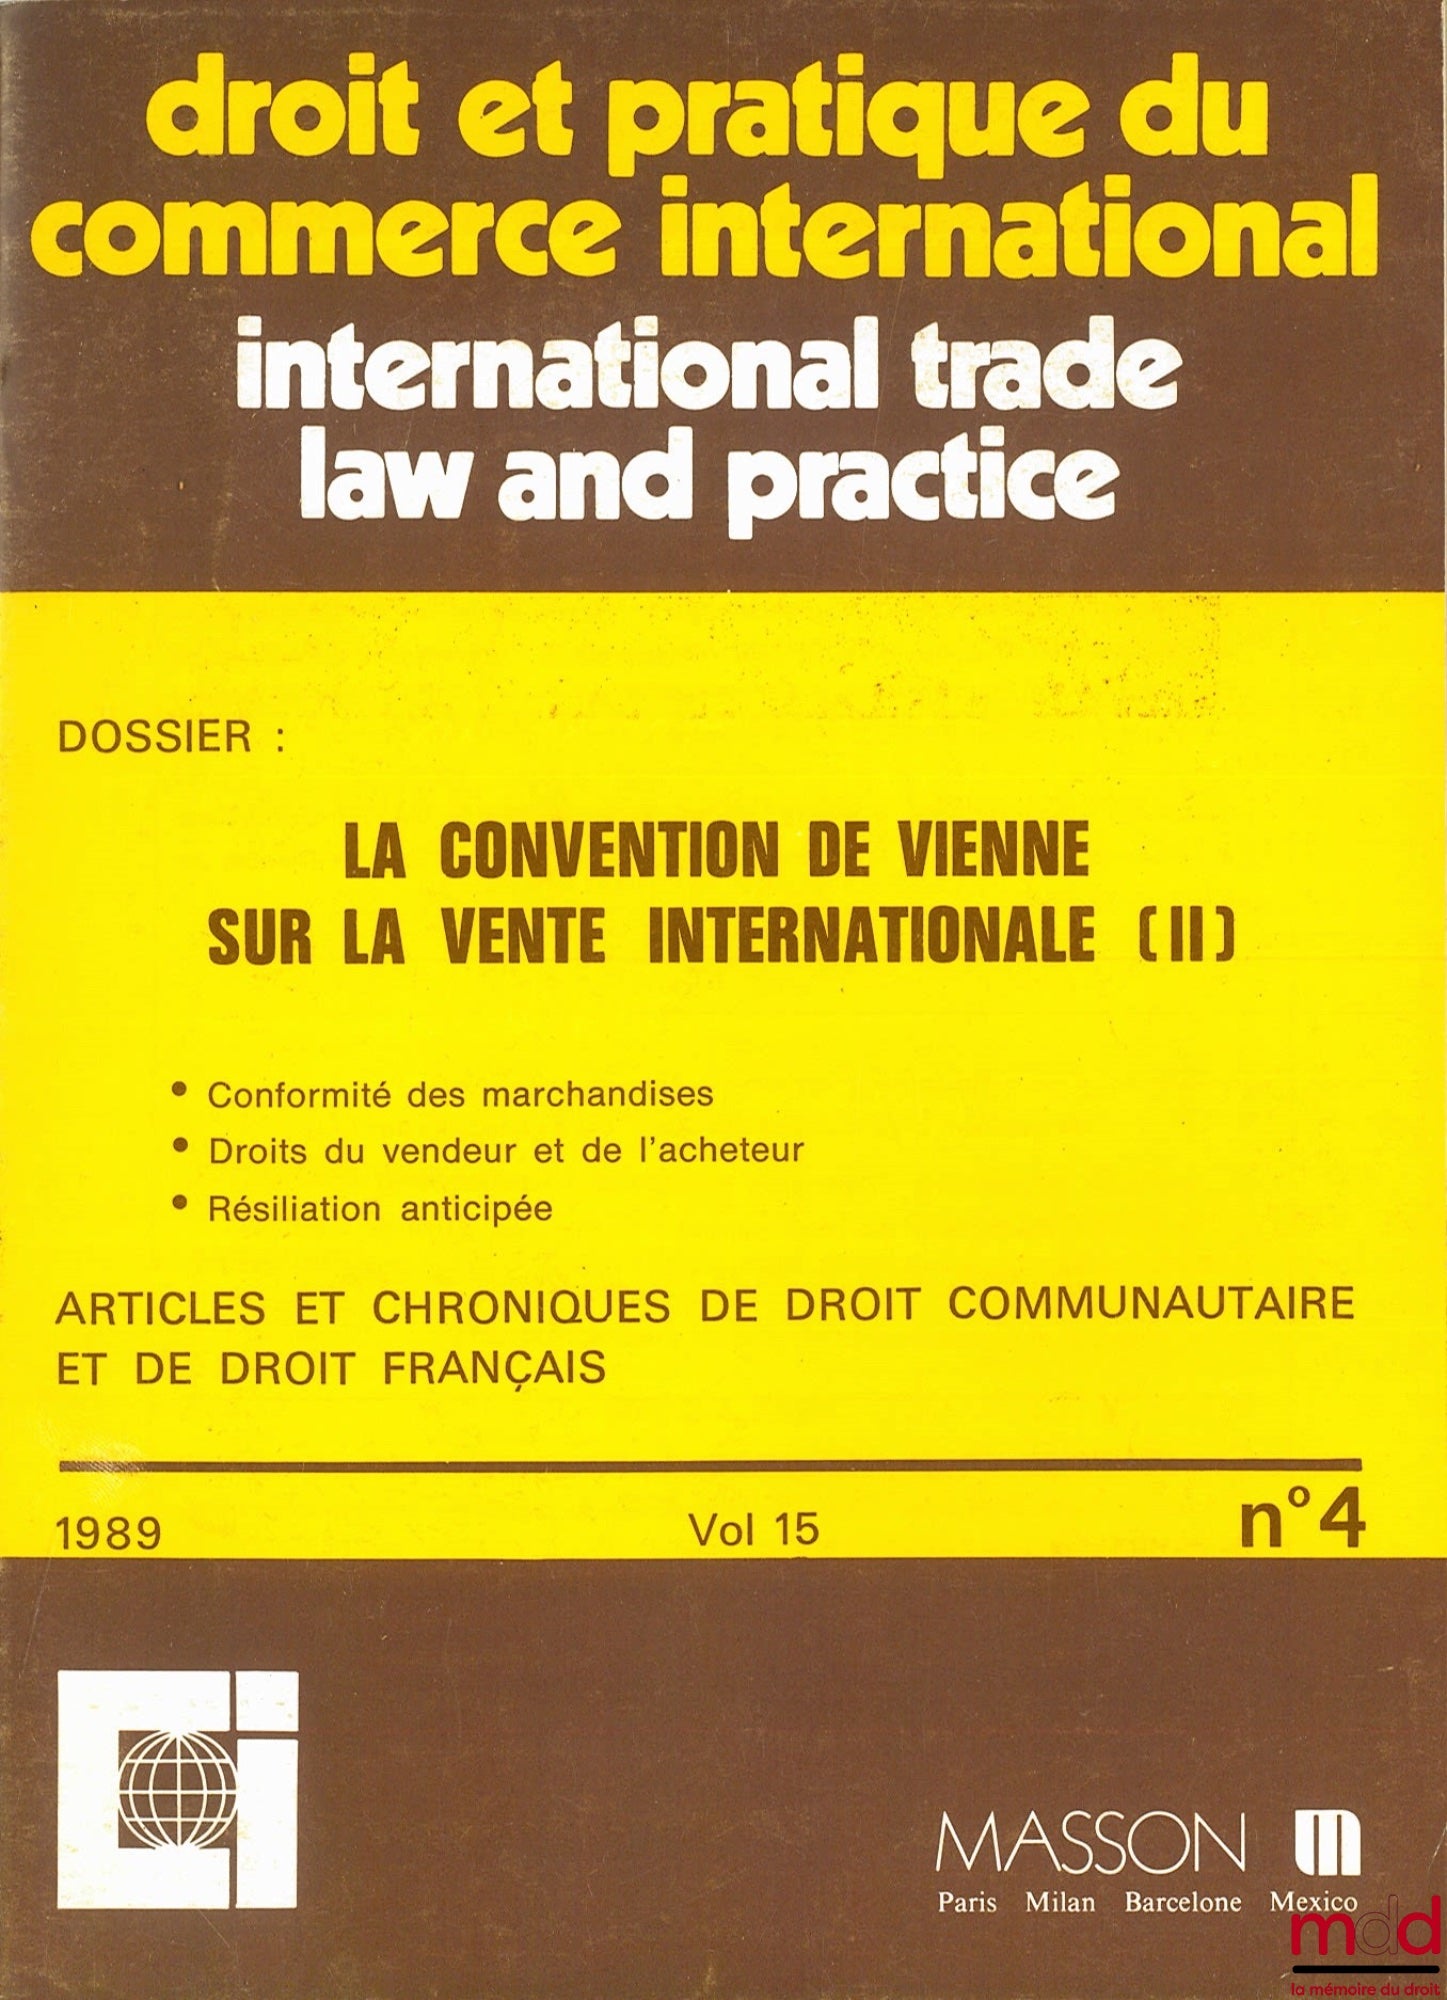 droit et pratique du
commerce international
international trade
law and practice
DOSSIER :
LA CONVENTION DE VIENNE
SUR LA VENTE INTERNATIONALE (II)
• Conformité des marchandises
• Droits du vendeur et de l'acheteur
• Résiliation anticipée
ARTICLES ET CHRONIQUES DE DROIT COMMUNAUTAIRE
ET DE DROIT FRANÇAIS
1989 Vol 15 n° 4
Ci
MASSON m
Paris Milan Barcelone Mexico
mdd
la mémoire du droit